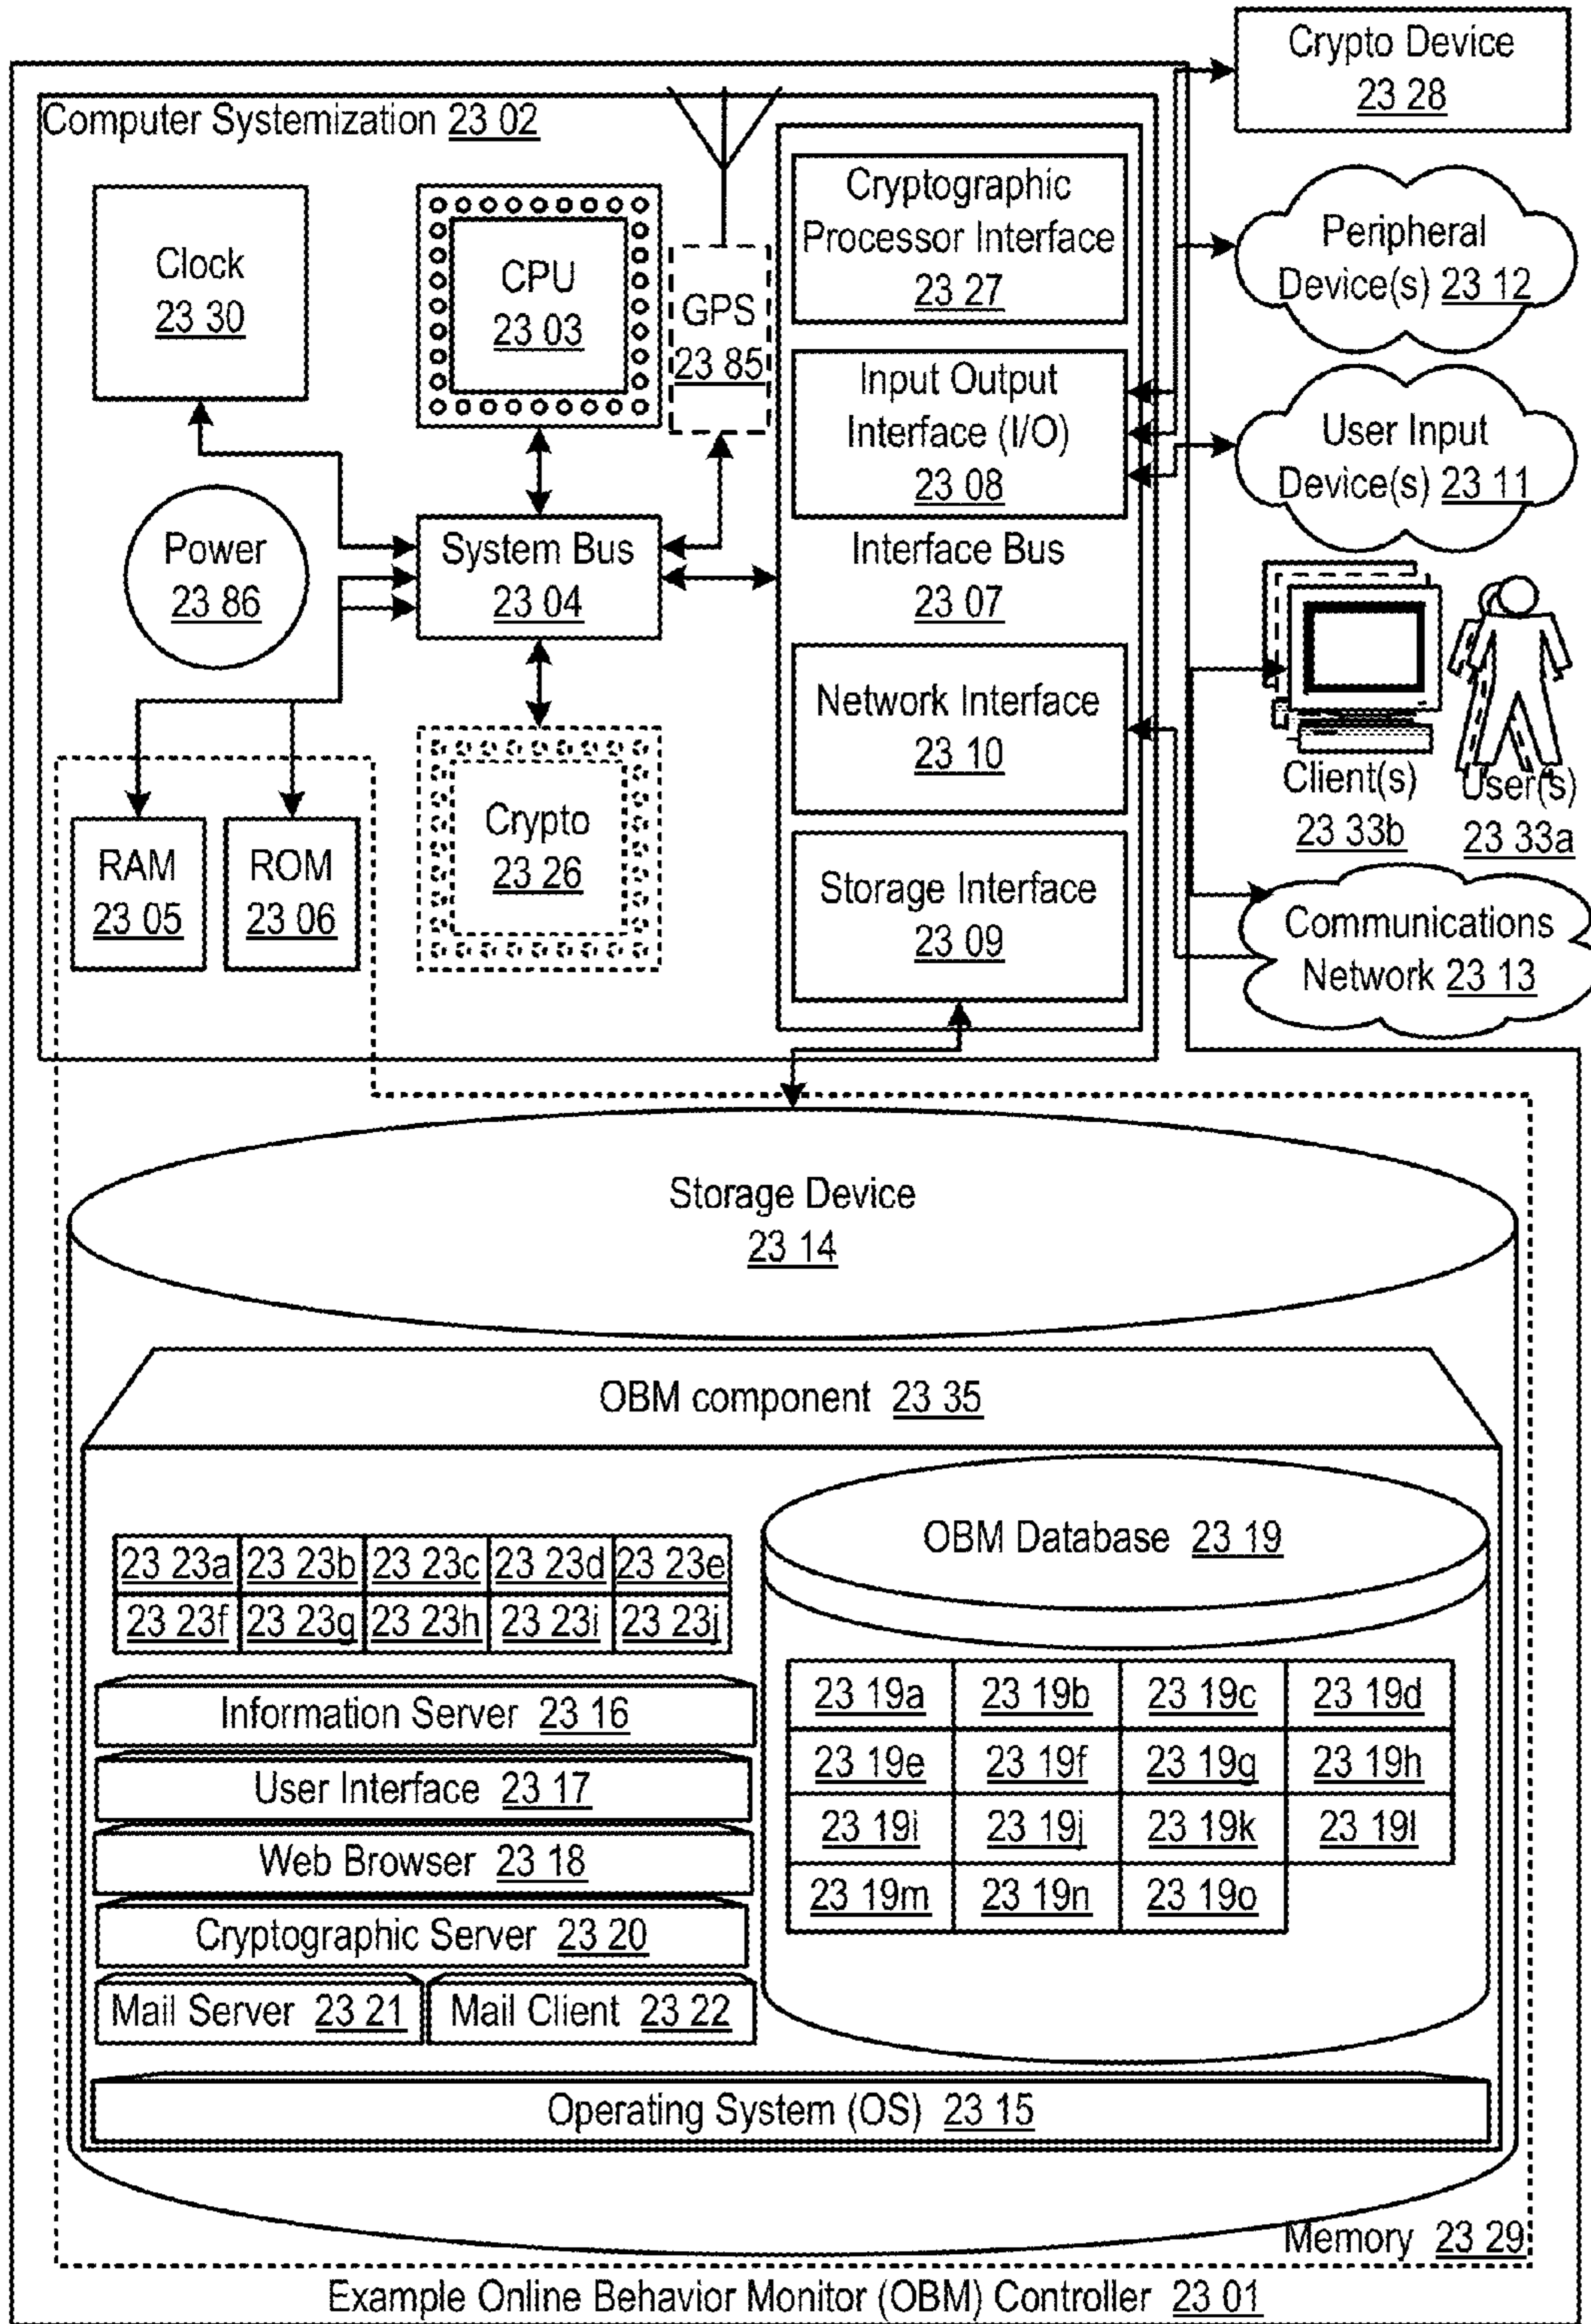 Crypto Device
23 28
Computer Systemization 23 02
Clock
23 30
CPU
23 03
GPS
23 85
Cryptographic
Processor Interface
23 27
Peripheral
Device(s) 23 12
Input Output
Interface (I/O)
23 08
User Input
Device(s) 23 11
Power
23 86
System Bus
23 04
Interface Bus
23 07
Network Interface
23 10
Client(s)
23 33b
User(s)
23 33a
RAM
23 05
ROM
23 06
Crypto
23 26
Storage Interface
23 09
Communications
Network 23 13
Storage Device
23 14
OBM component 23 35
23 23a 23 23b 23 23c 23 23d 23 23e
23 23f 23 23g 23 23h 23 23i 23 23j
Information Server 23 16
User Interface 23 17
Web Browser 23 18
Cryptographic Server 23 20
Mail Server 23 21
Mail Client 23 22
OBM Database 23 19
23 19a 23 19b 23 19c 23 19d
23 19e 23 19f 23 19g 23 19h
23 19i 23 19j 23 19k 23 19l
23 19m 23 19n 23 19o
Operating System (OS) 23 15
Memory 23 29
Example Online Behavior Monitor (OBM) Controller 23 01